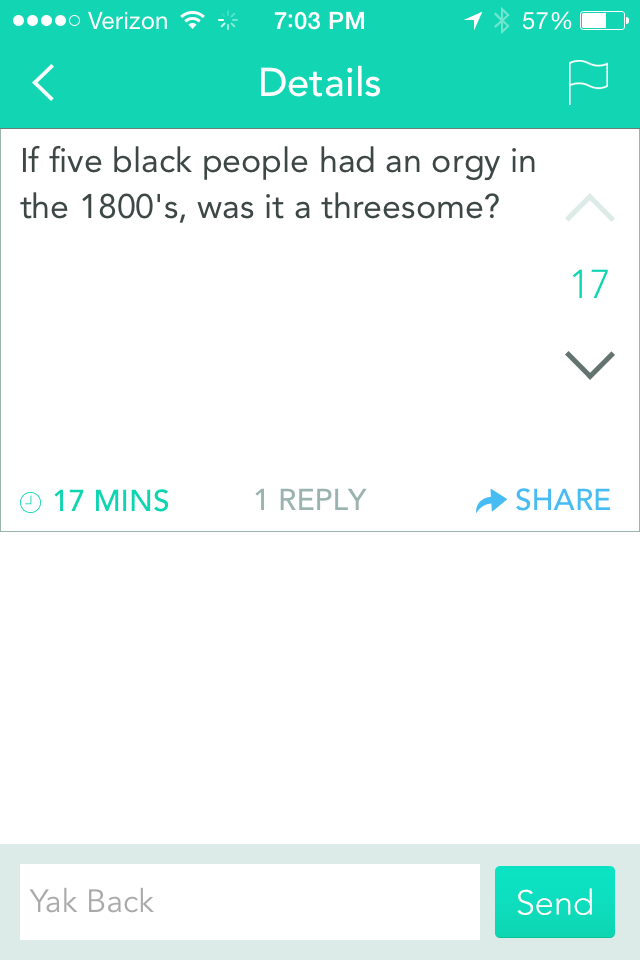 Verizon 7:03 PM 57%
Details
If five black people had an orgy in
the 1800's, was it a threesome?
17
17 MINS 1 REPLY SHARE
Yak Back Send